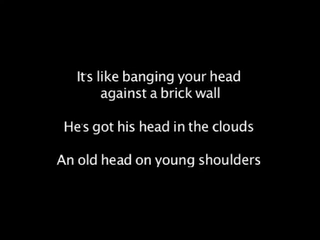 It's like banging your head
against a brick wall
He's got his head in the clouds
An old head on young shoulders